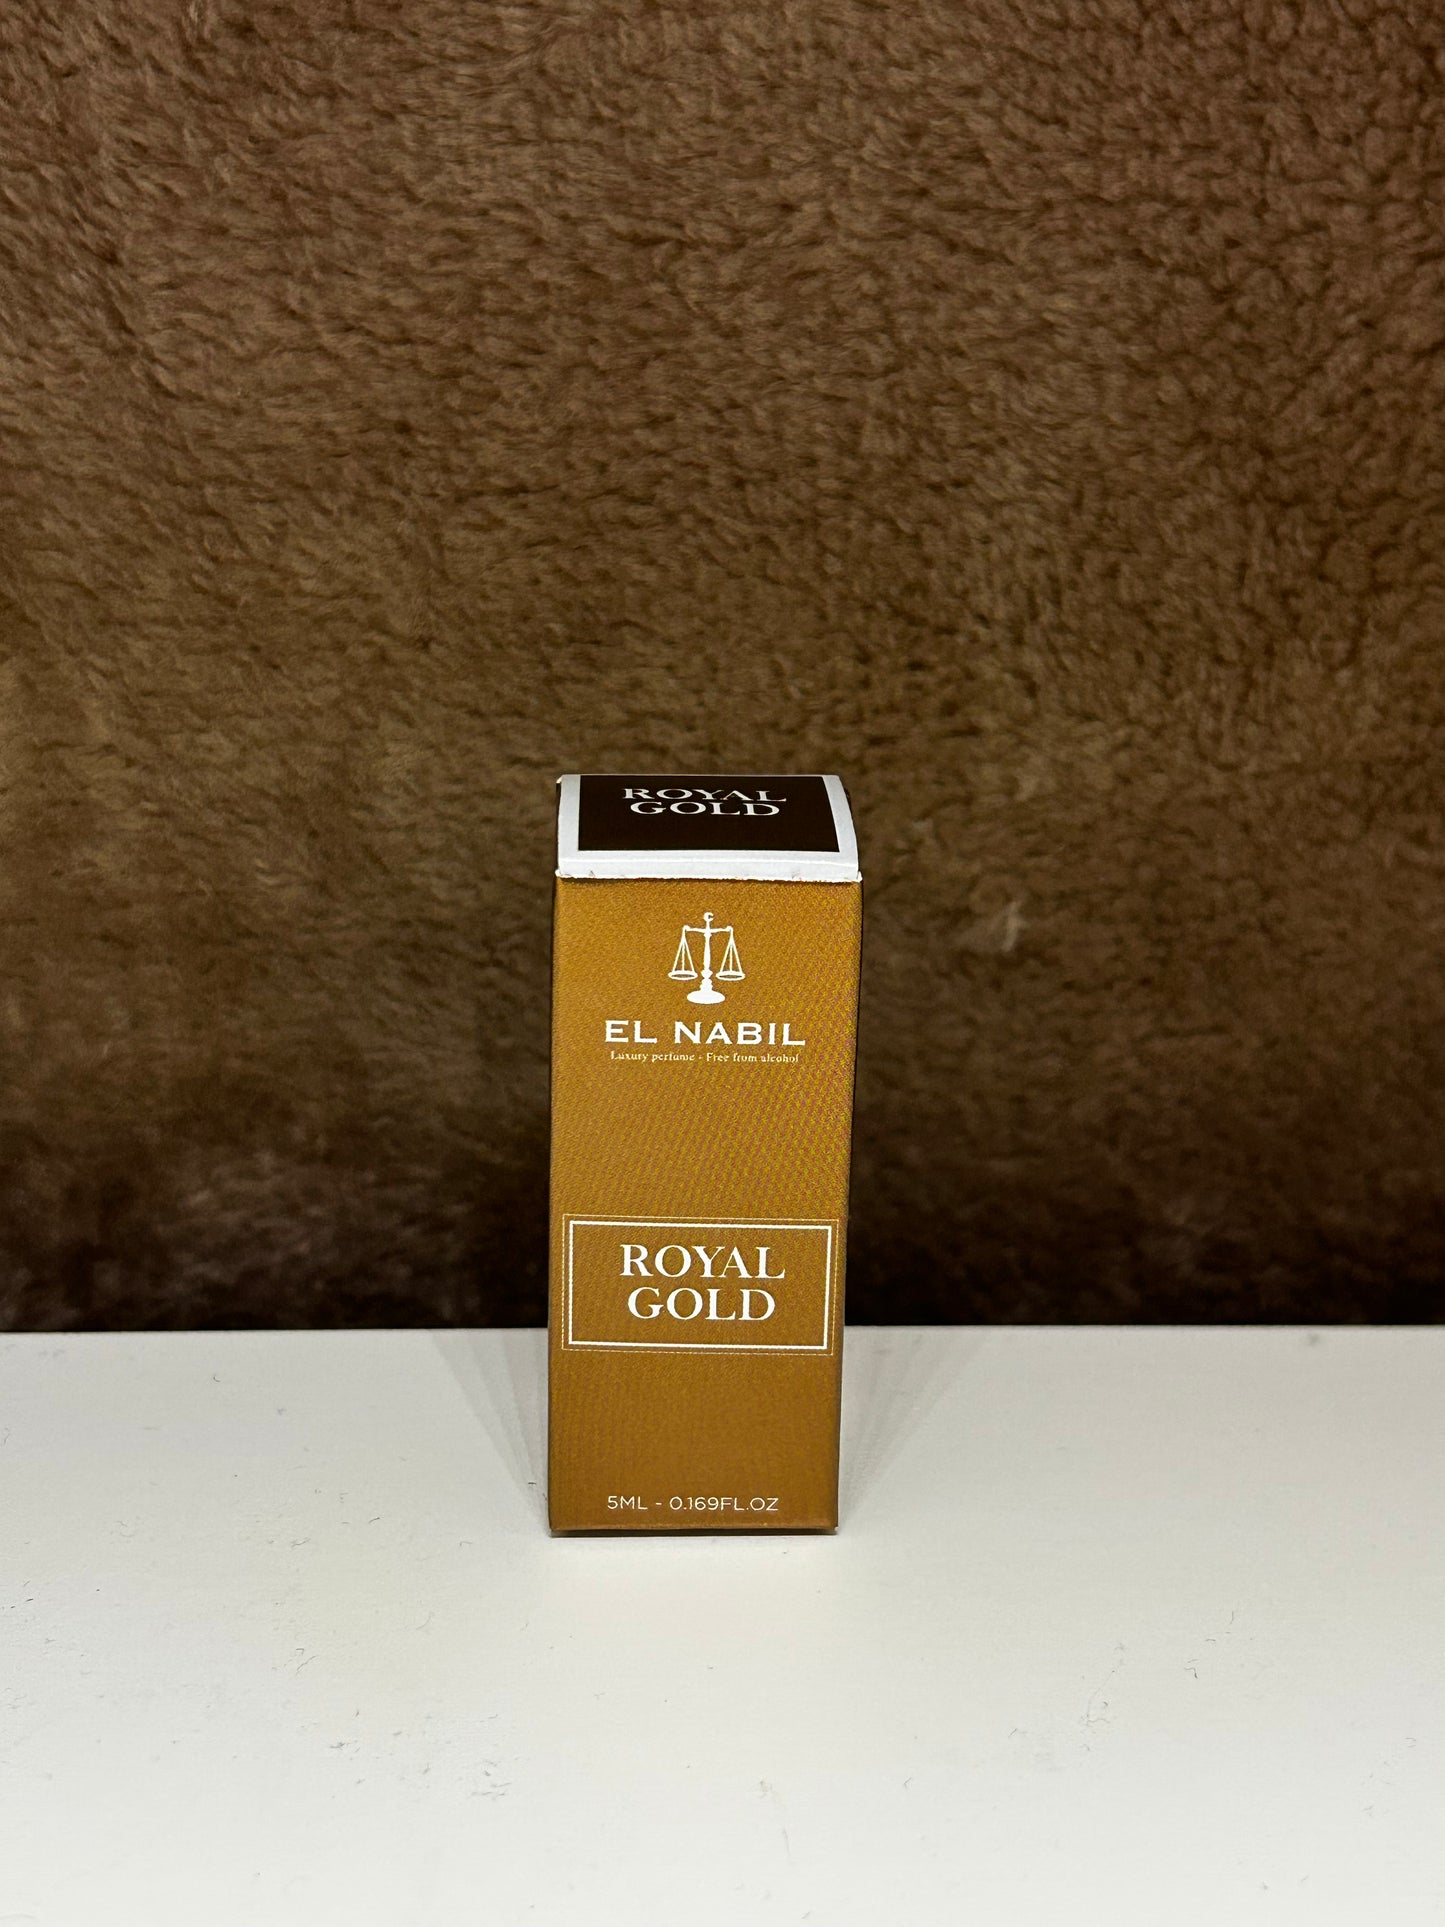 ROYAL
GOLD
EL NABIL
Luxury perfume - Free from alcohol
ROYAL
GOLD
5ML - 0.169FL.OZ